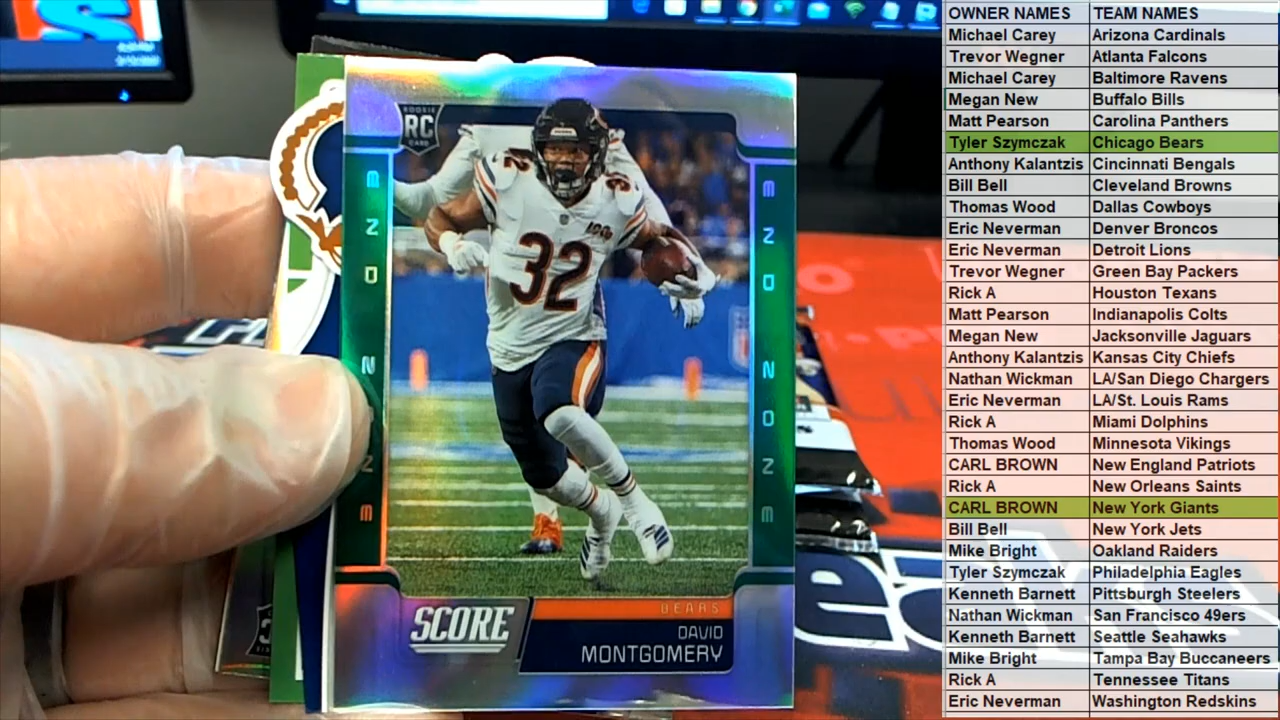 ROOKIE
RC
CARD
END ZONE
END ZONE
32
32
100
SCORE
BEARS
DAVID
MONTGOMERY
OWNER NAMES TEAM NAMES
Michael Carey Arizona Cardinals
Trevor Wegner Atlanta Falcons
Michael Carey Baltimore Ravens
Megan New Buffalo Bills
Matt Pearson Carolina Panthers
Tyler Szymczak Chicago Bears
Anthony Kalantzis Cincinnati Bengals
Bill Bell Cleveland Browns
Thomas Wood Dallas Cowboys
Eric Neverman Denver Broncos
Eric Neverman Detroit Lions
Trevor Wegner Green Bay Packers
Rick A Houston Texans
Matt Pearson Indianapolis Colts
Megan New Jacksonville Jaguars
Anthony Kalantzis Kansas City Chiefs
Nathan Wickman LA/San Diego Chargers
Eric Neverman LA/St. Louis Rams
Rick A Miami Dolphins
Thomas Wood Minnesota Vikings
CARL BROWN New England Patriots
Rick A New Orleans Saints
CARL BROWN New York Giants
Bill Bell New York Jets
Mike Bright Oakland Raiders
Tyler Szymczak Philadelphia Eagles
Kenneth Barnett Pittsburgh Steelers
Nathan Wickman San Francisco 49ers
Kenneth Barnett Seattle Seahawks
Mike Bright Tampa Bay Buccaneers
Rick A Tennessee Titans
Eric Neverman Washington Redskins